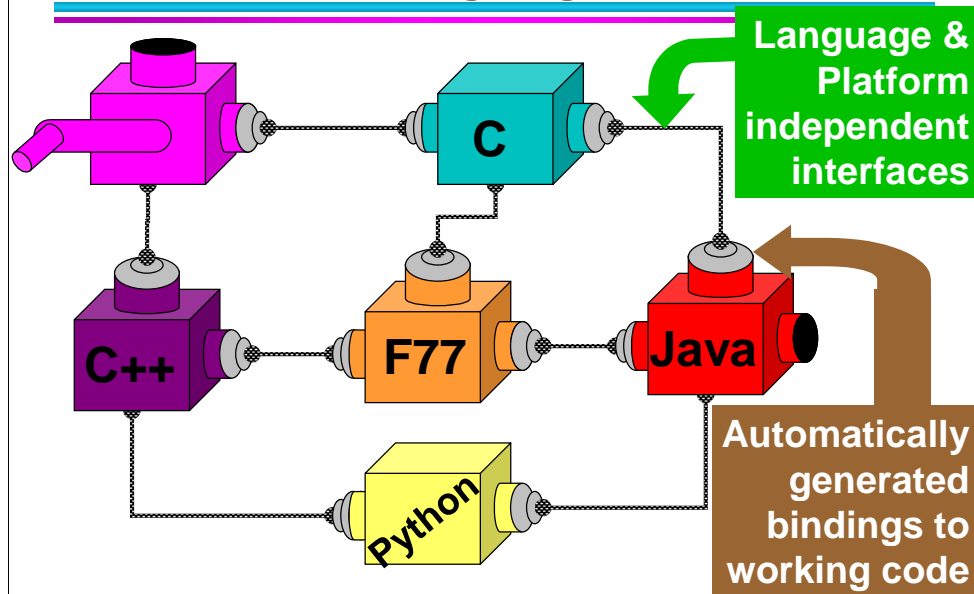 Language &
Platform
independent
interfaces
C
C++
F77
Java
Python
Automatically
generated
bindings to
working code